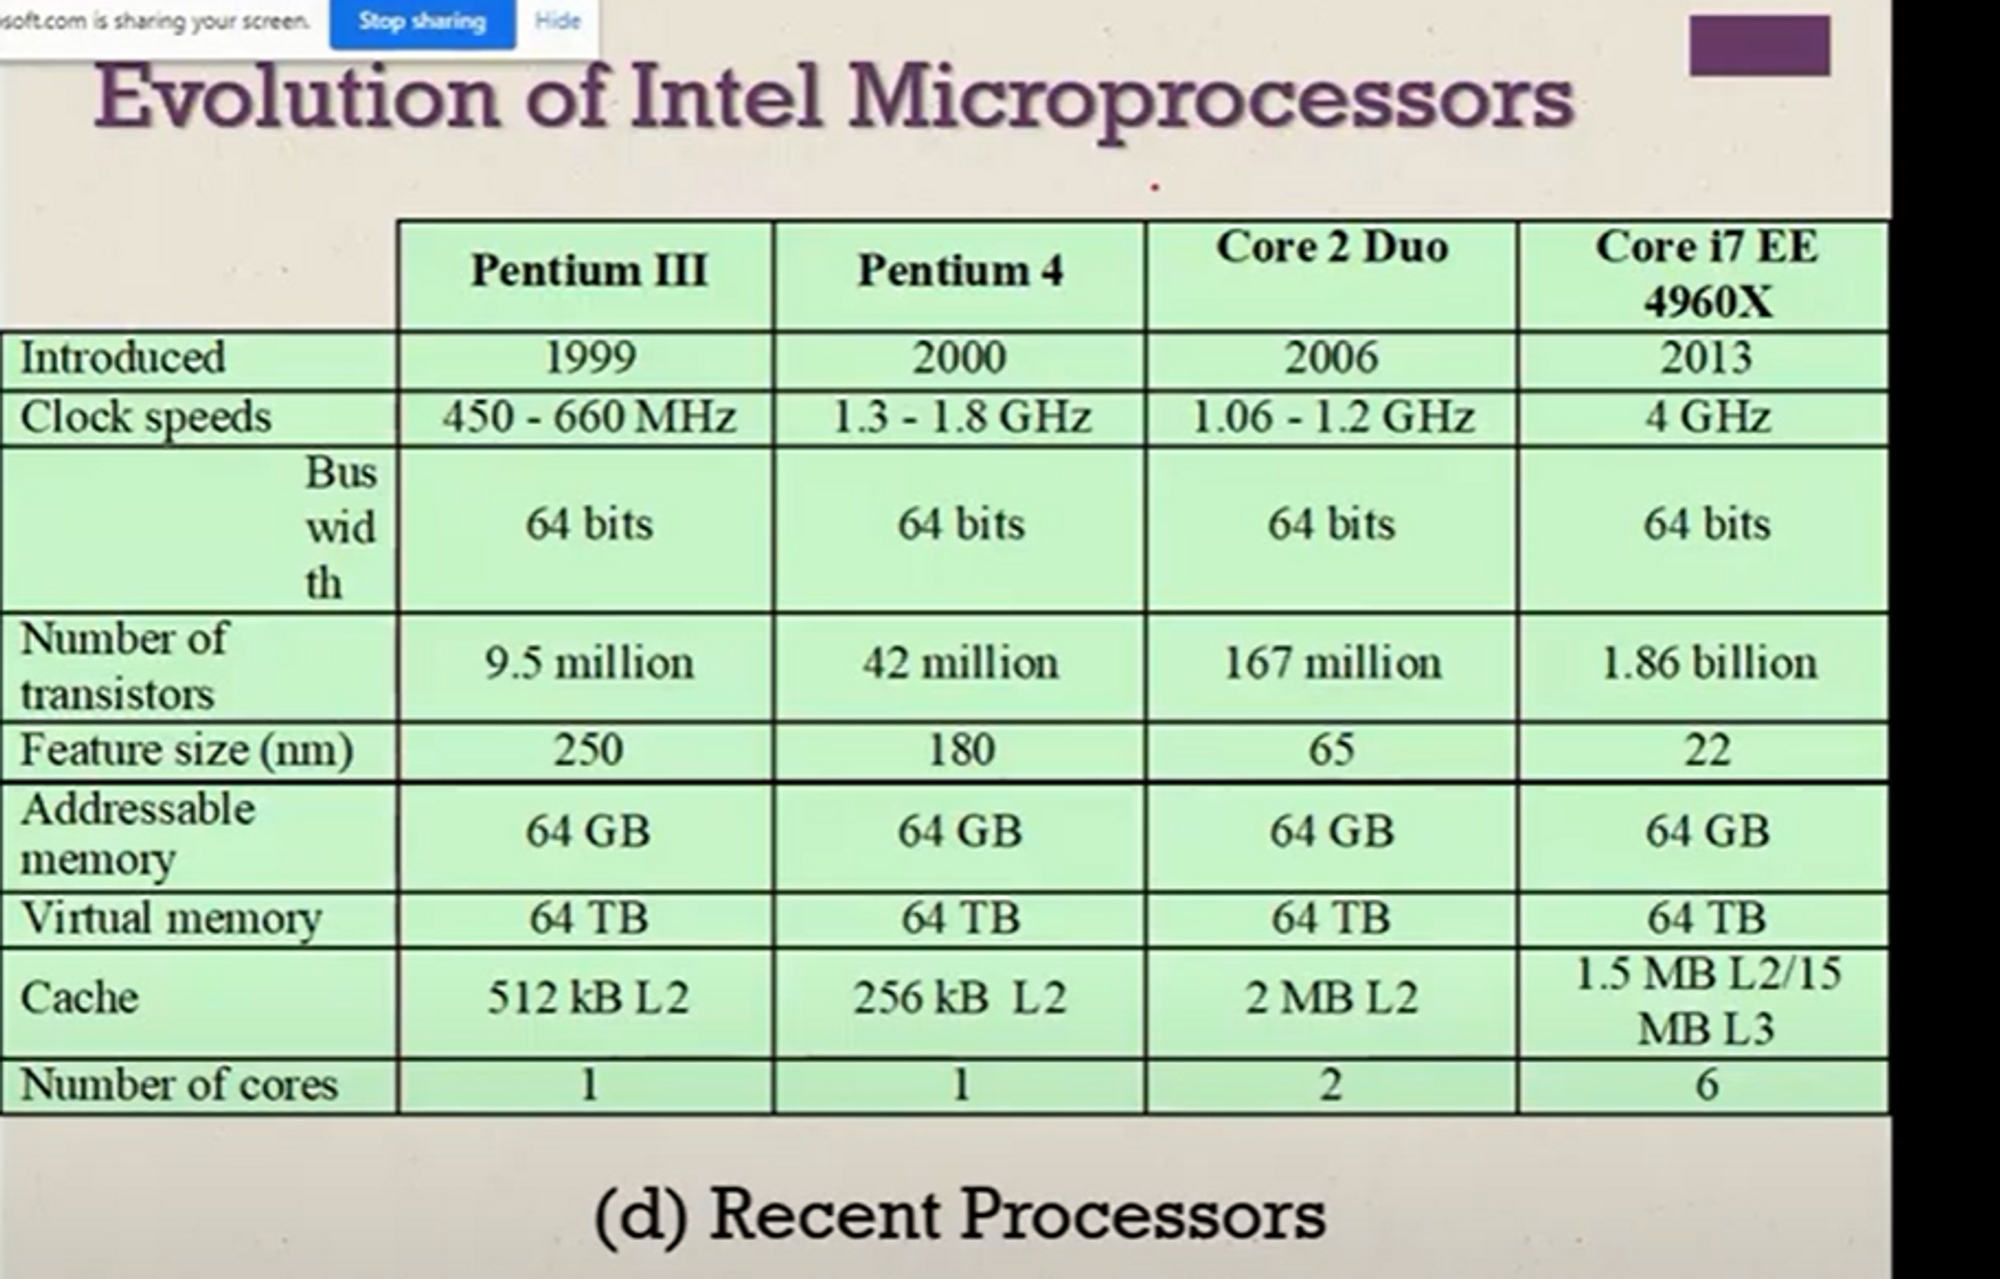 soft.com is sharing your screen. Stop sharing Hide
Evolution of Intel Microprocessors
Pentium III Pentium 4 Core 2 Duo Core i7 EE
4960X
Introduced 1999 2000 2006 2013
Clock speeds 450 - 660 MHz 1.3 - 1.8 GHz 1.06 - 1.2 GHz 4 GHz
Bus
wid
th 64 bits 64 bits 64 bits 64 bits
Number of
transistors 9.5 million 42 million 167 million 1.86 billion
Feature size (nm) 250 180 65 22
Addressable
memory 64 GB 64 GB 64 GB 64 GB
Virtual memory 64 TB 64 TB 64 TB 64 TB
Cache 512 kB L2 256 kB L2 2 MB L2 1.5 MB L2/15
MB L3
Number of cores 1 1 2 6
(d) Recent Processors